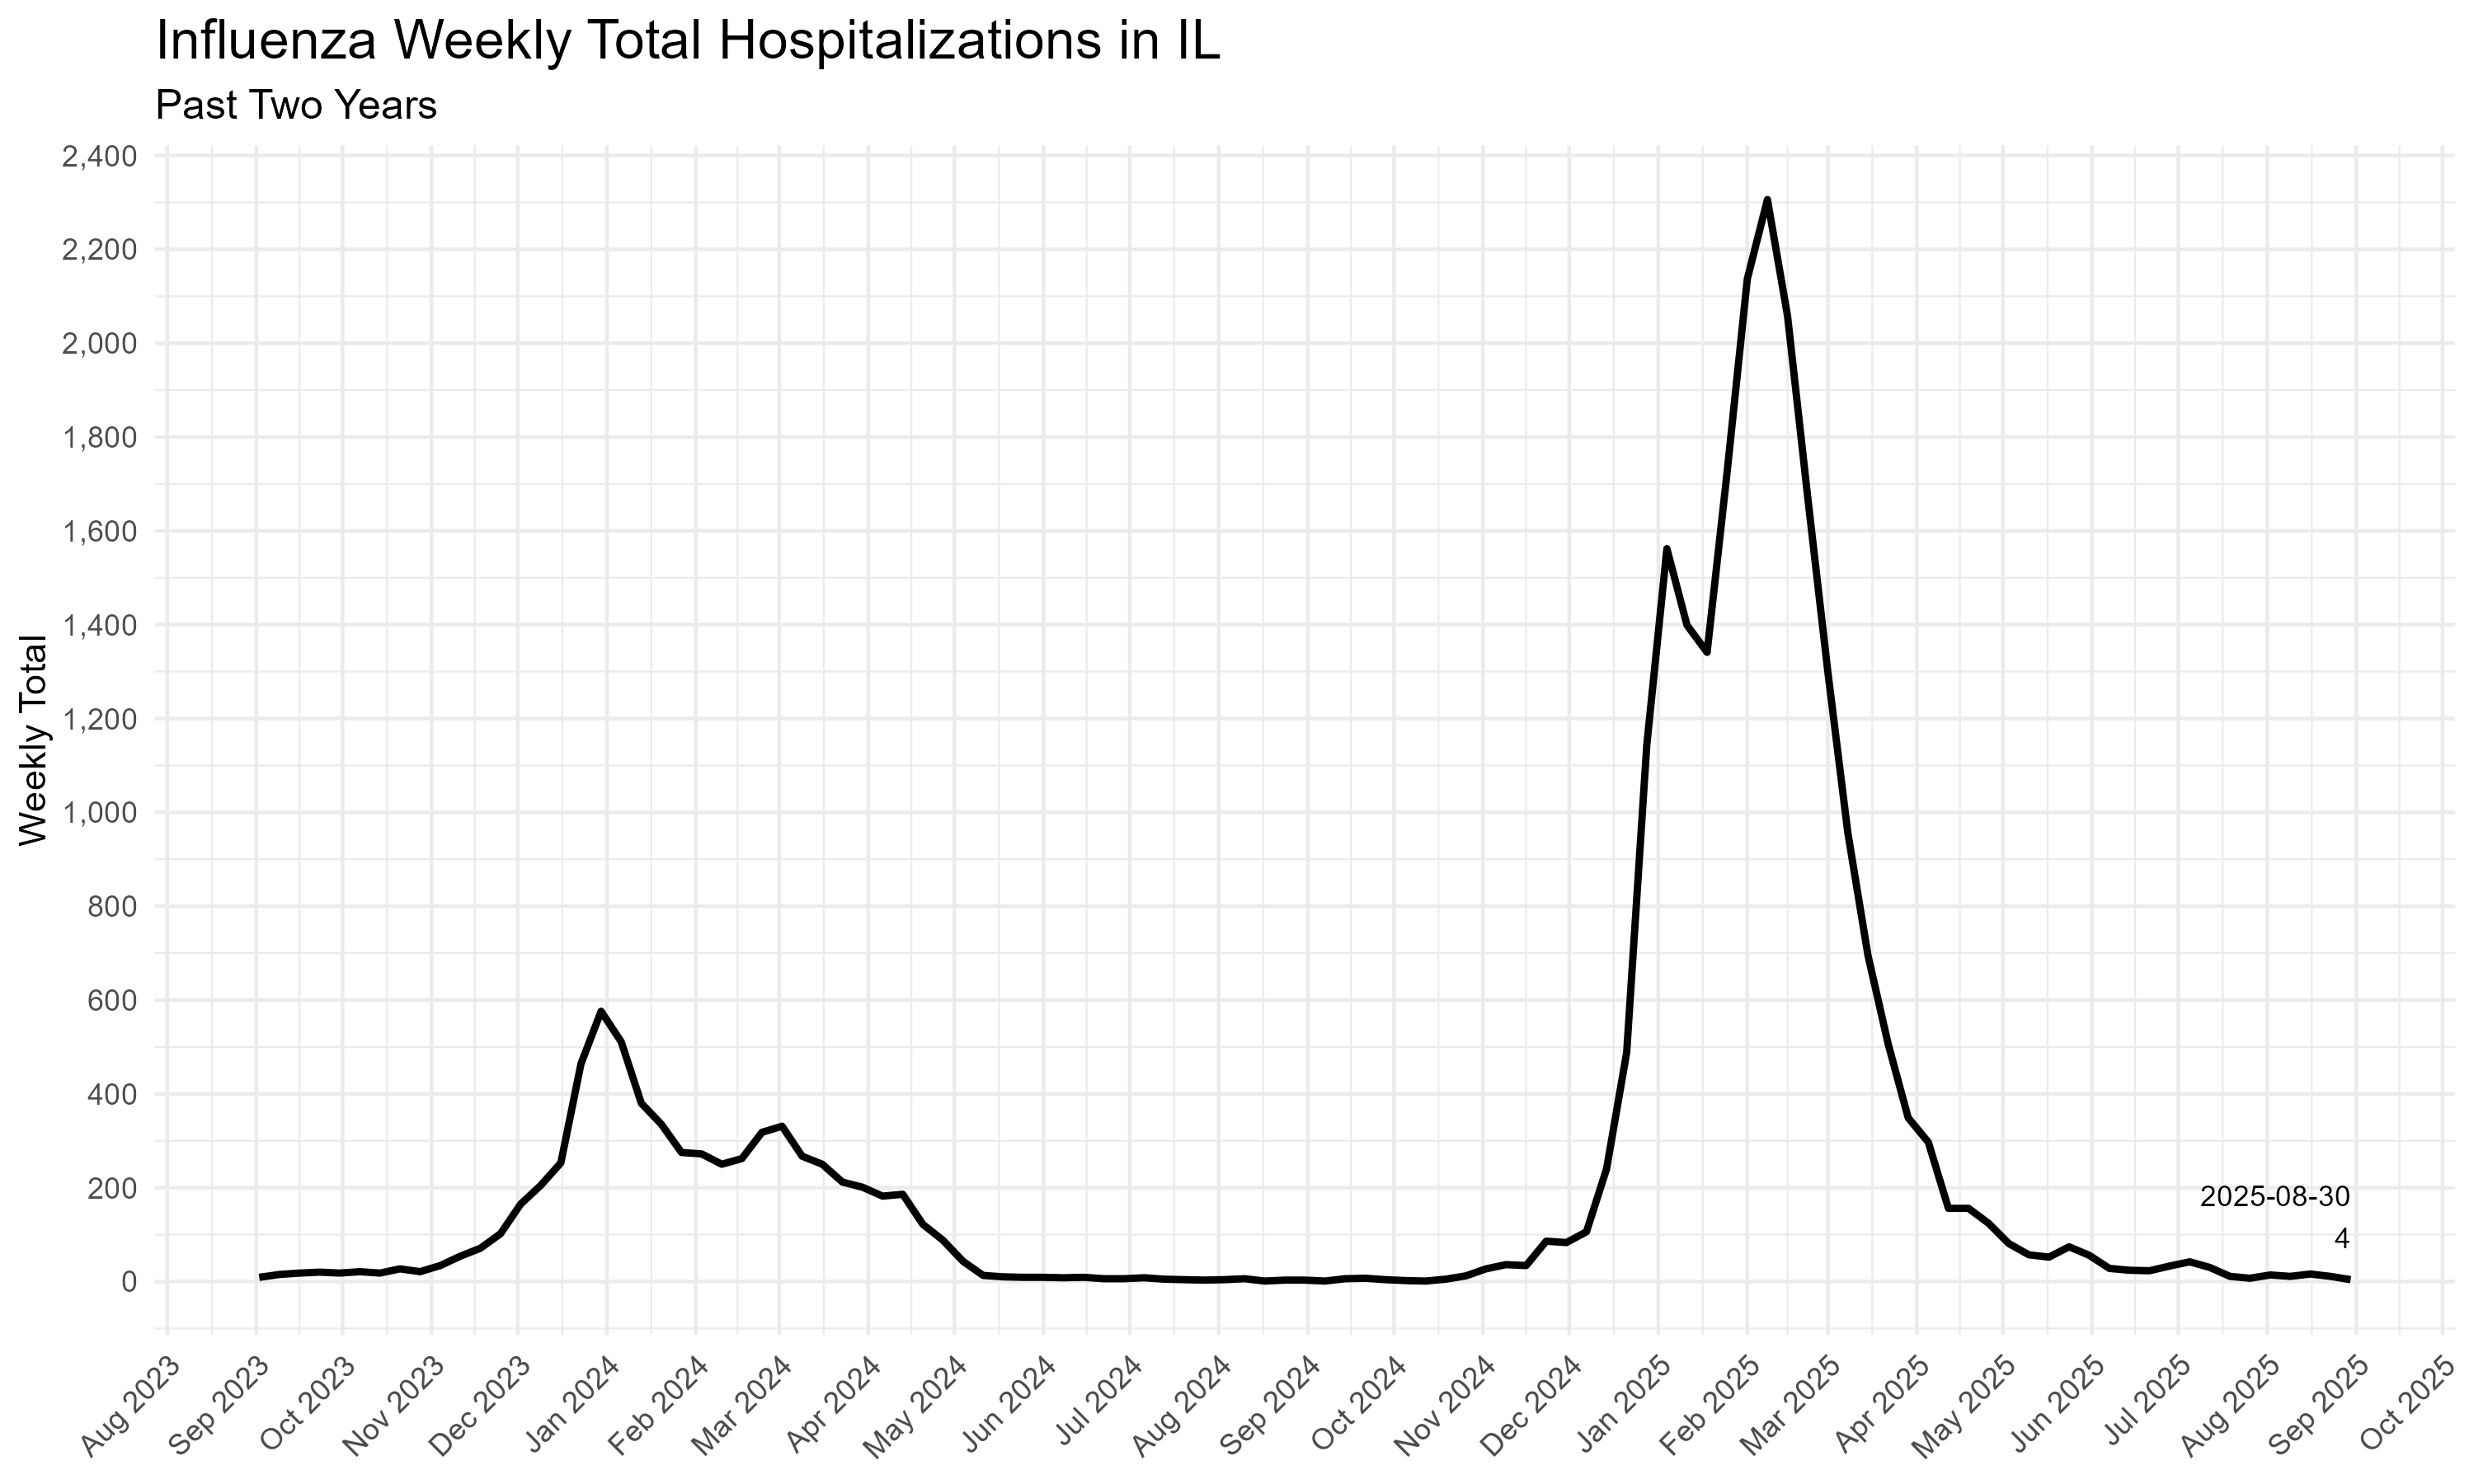 Influenza Weekly Total Hospitalizations in IL
Past Two Years
2,400
2,200
2,000
1,800
1,600
1,400
1,200
1,000
800
600
400
200
0
Weekly Total
2025-08-30
4
Aug 2023
Sep 2023
Oct 2023
Nov 2023
Dec 2023
Jan 2024
Feb 2024
Mar 2024
Apr 2024
May 2024
Jun 2024
Jul 2024
Aug 2024
Sep 2024
Oct 2024
Nov 2024
Dec 2024
Jan 2025
Feb 2025
Mar 2025
Apr 2025
May 2025
Jun 2025
Jul 2025
Aug 2025
Sep 2025
Oct 2025